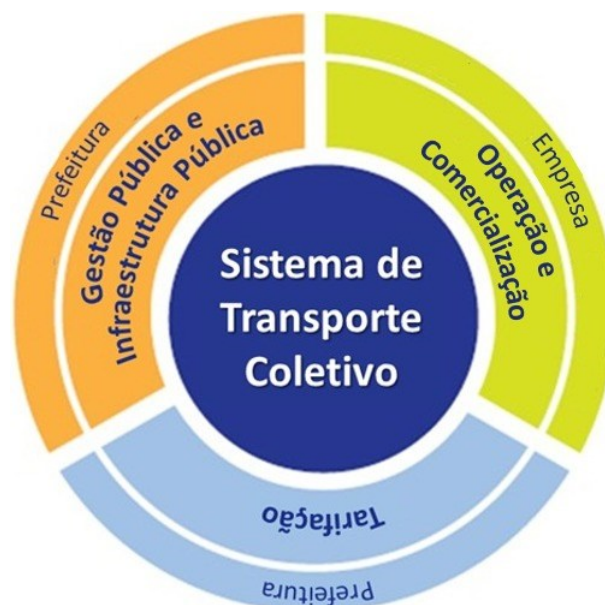 Prefeitura
Gestão Pública e
Infraestrutura Pública
Empresa
Operação e
Comercialização
Sistema de
Transporte
Coletivo
Tarifação
Prefeitura